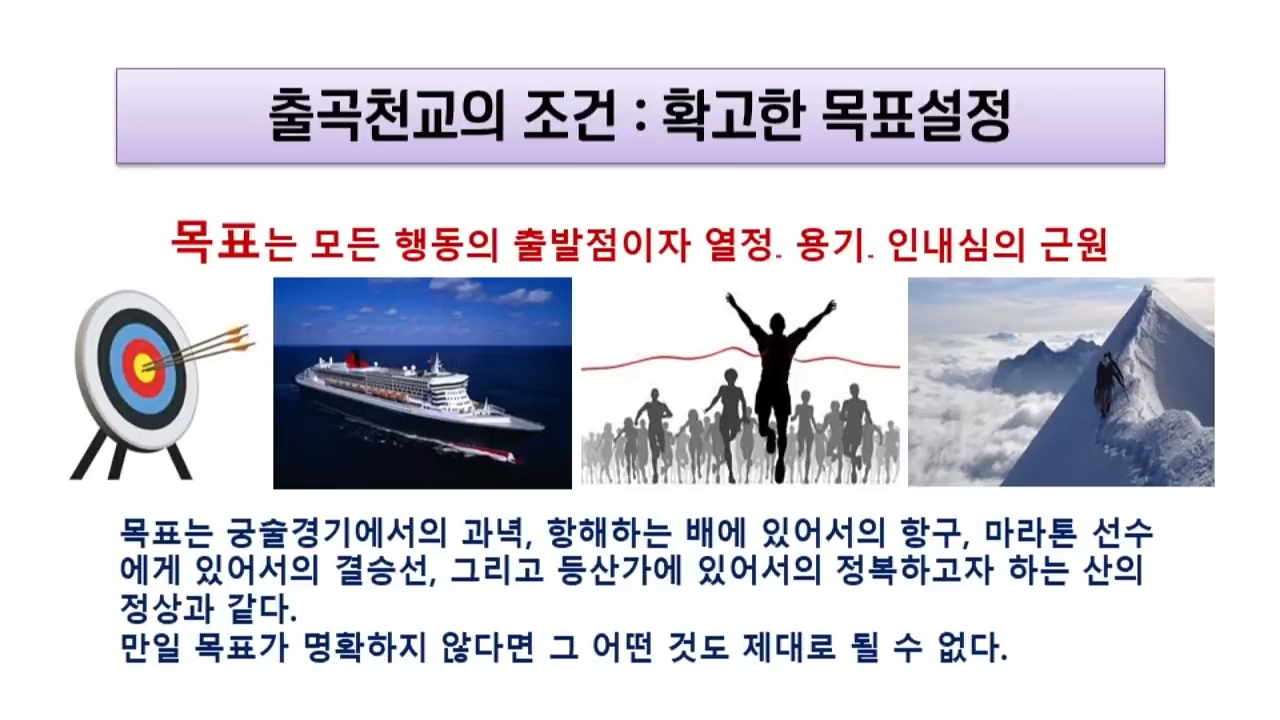 출곡천교의 조건 : 확고한 목표설정
목표는 모든 행동의 출발점이자 열정. 용기. 인내심의 근원
목표는 궁술경기에서의 과녁, 항해하는 배에 있어서의 항구, 마라톤 선수
에게 있어서의 결승선, 그리고 등산가에 있어서의 정복하고자 하는 산의
정상과 같다.
만일 목표가 명확하지 않다면 그 어떤 것도 제대로 될 수 없다.